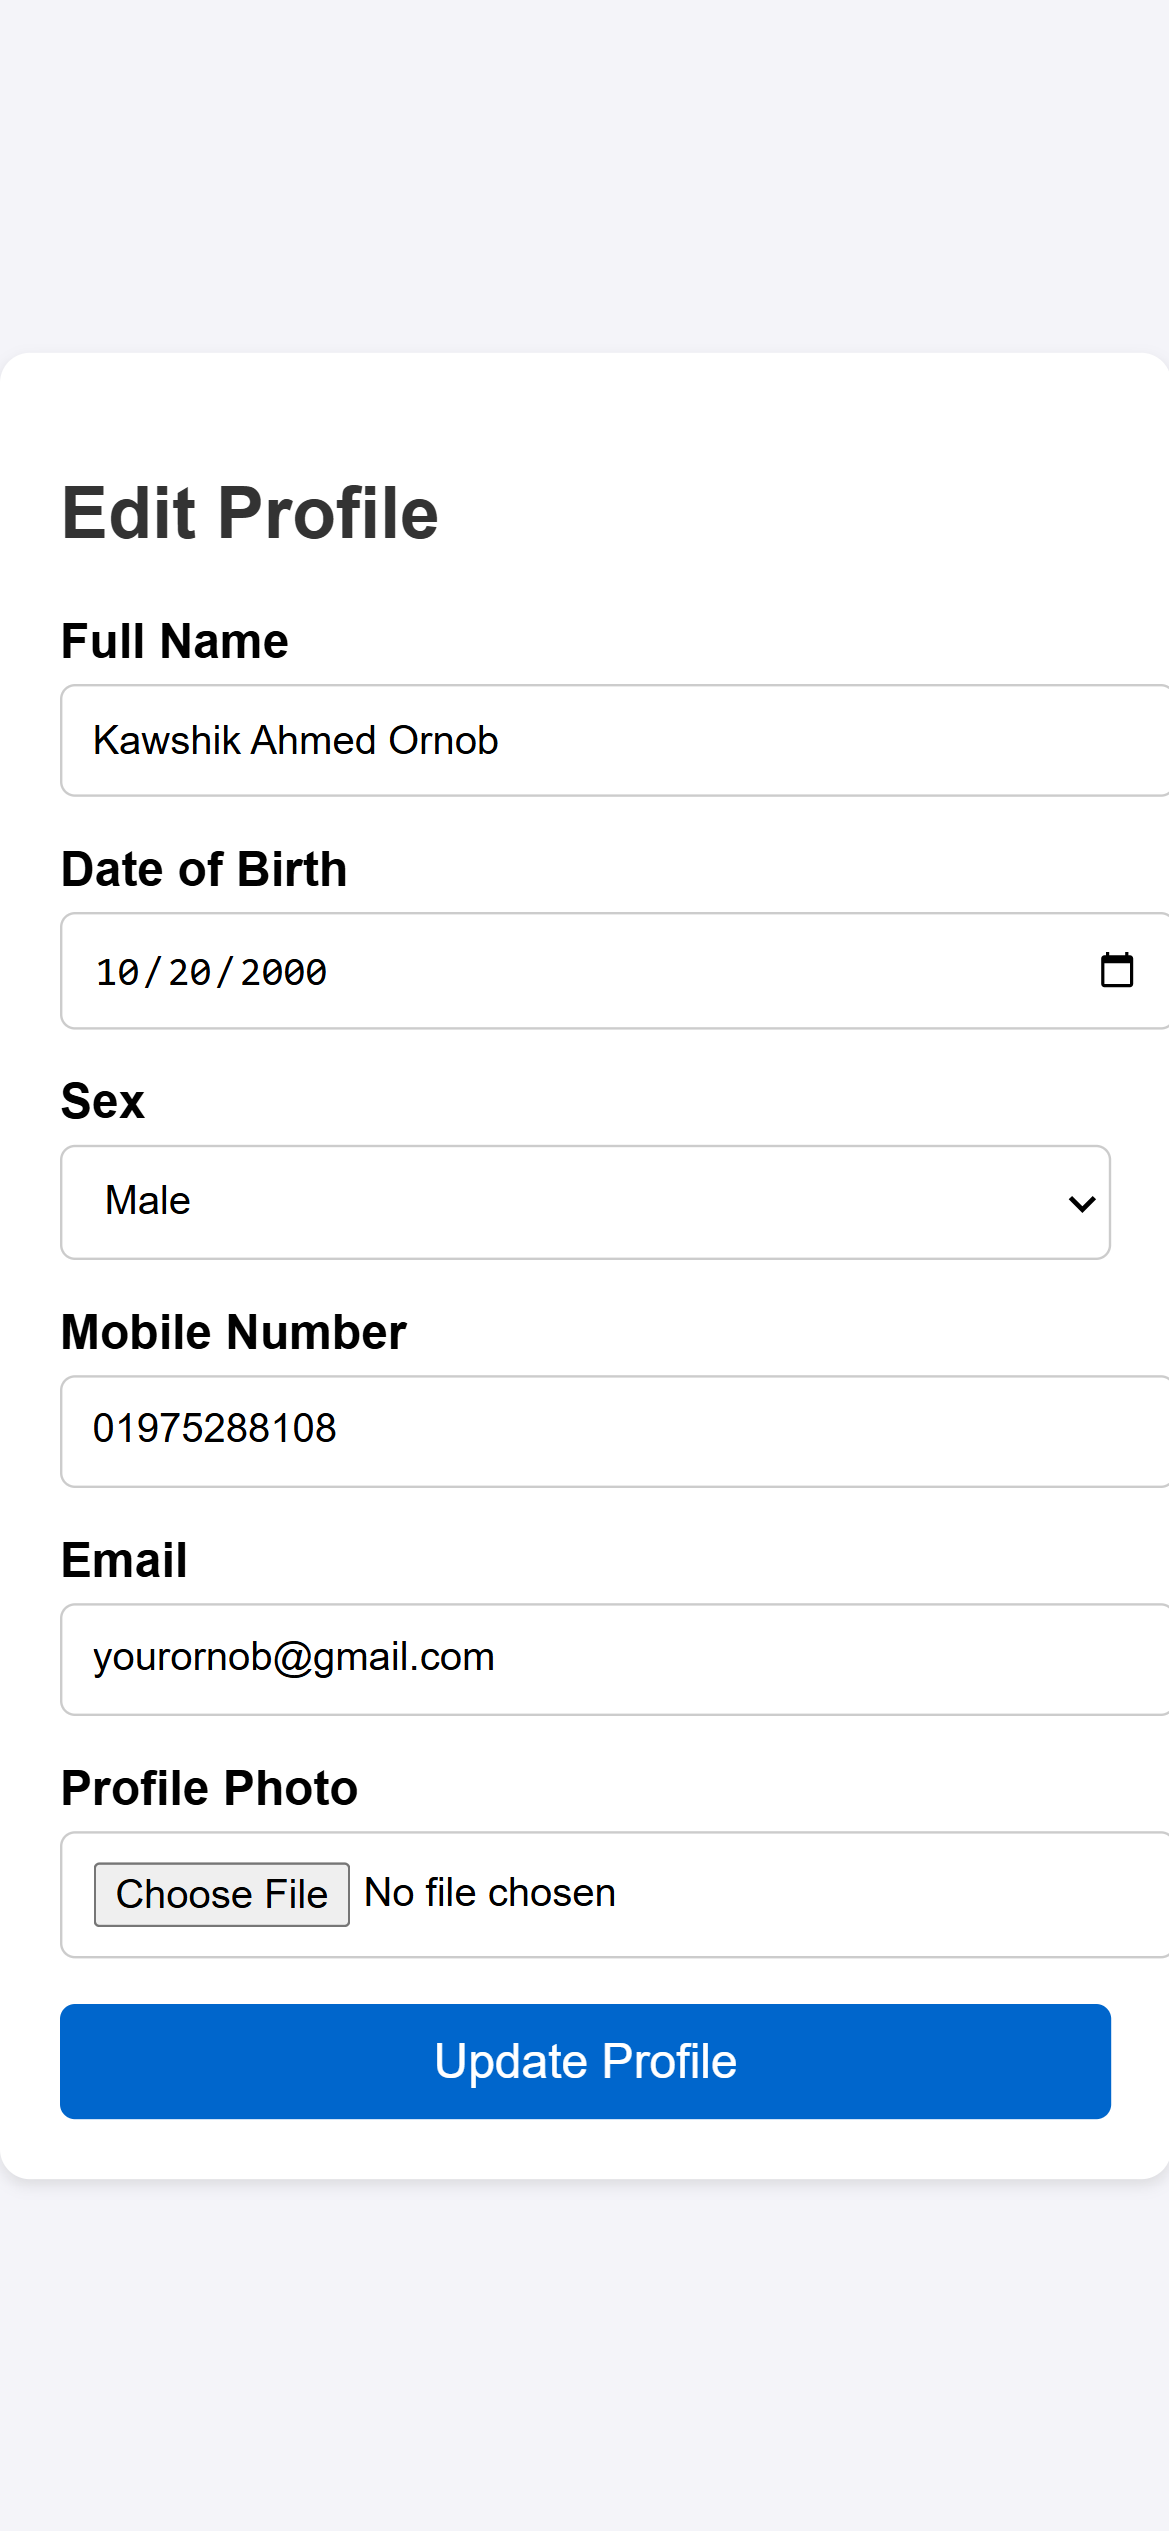 Edit Profile
Full Name
Kawshik Ahmed Ornob
Date of Birth
10/20/2000
Sex
Male
Mobile Number
01975288108
Email
yourornob@gmail.com
Profile Photo
Choose File No file chosen
Update Profile